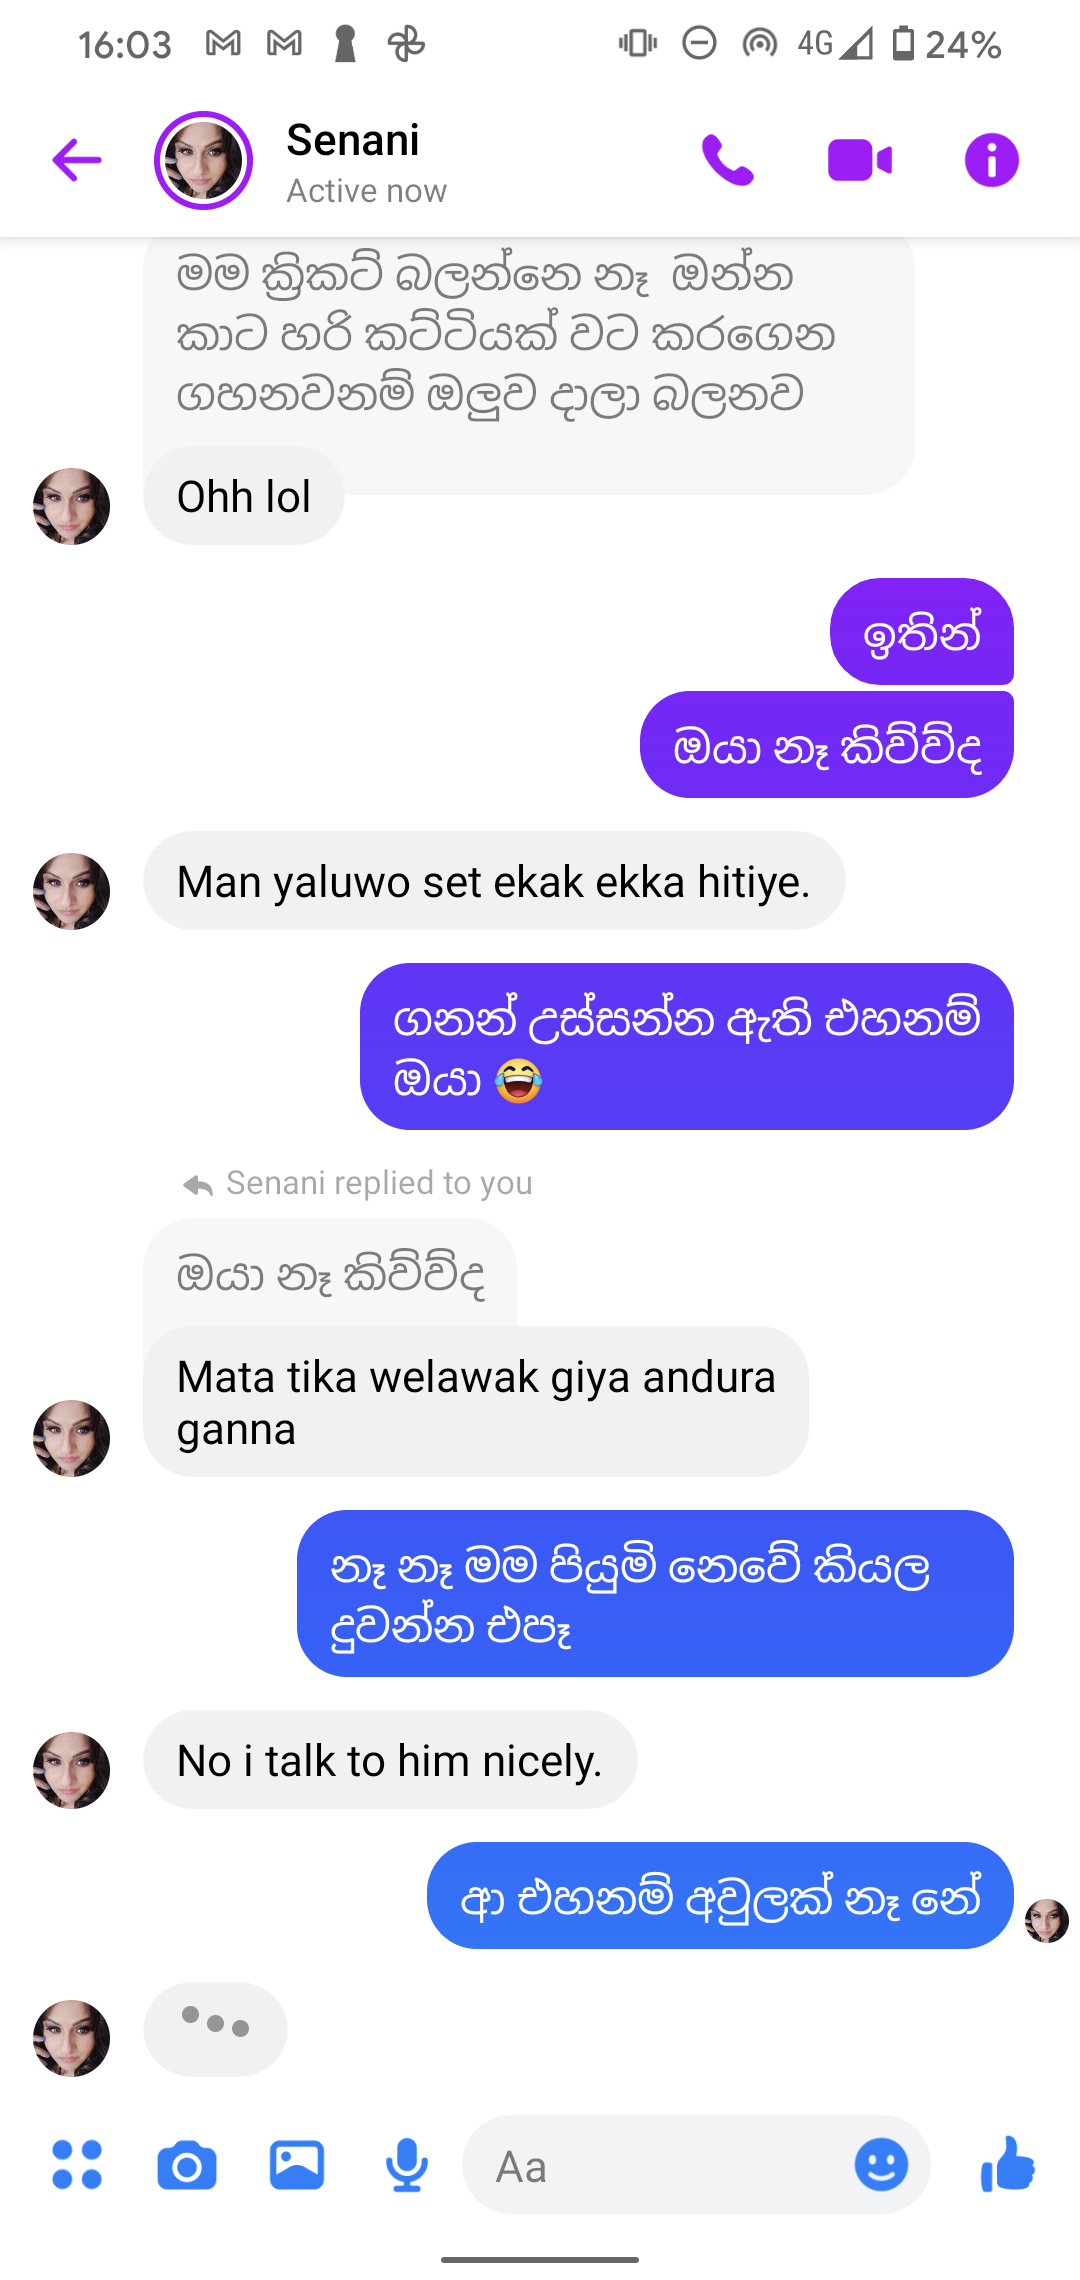 16:03
4G
24%
Senani
Active now
මම ක්‍රිකට් බලන්නෙ නෑ ඔන්න
කාට හරි කට්ටියක් වට කරගෙන
ගහනවනම් ඔලුව දාලා බලනව
Ohh lol
ඉතින්
ඔයා නෑ කිව්ව්ද
Man yaluwo set ekak ekka hitiye.
ගනන් උස්සන්න ඇති එහනම්
ඔයා 😂
Senani replied to you
ඔයා නෑ කිව්ව්ද
Mata tika welawak giya andura
ganna
නෑ නෑ මම පියුමි නෙවේ කියල
දුවන්න එපෑ
No i talk to him nicely.
ආ එහනම් අවුලක් නෑ නේ
Aa